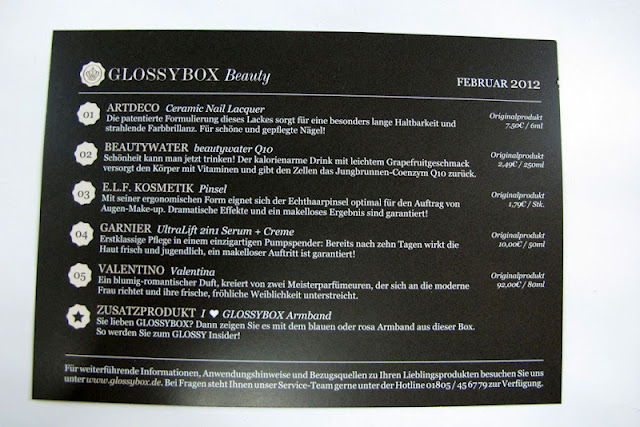 GLOSSYBOX Beauty
FEBRUAR 2012
01 ARTDECO Ceramic Nail Lacquer
Die patentierte Formulierung dieses Lackes sorgt für eine besonders lange Haltbarkeit und
strahlende Farbbrillanz. Für schöne und gepflegte Nägel!
Originalprodukt
7,50€ / 6ml
02 BEAUTYWATER beautywater Q10
Schönheit kann man jetzt trinken! Der kalorienarme Drink mit leichtem Grapefruitgeschmack
versorgt den Körper mit Vitaminen und gibt den Zellen das Jungbrunnen-Coenzym Q10 zurück.
Originalprodukt
2,49€ / 250ml
03 E.L.F. KOSMETIK Pinsel
Mit seiner ergonomischen Form eignet sich der Echthaarpinsel optimal für den Auftrag von
Augen-Make-up. Dramatische Effekte und ein makelloses Ergebnis sind garantiert!
Originalprodukt
1,79€ / Stk.
04 GARNIER UltraLift 2in1 Serum + Creme
Erstklassige Pflege in einem einzigartigen Pumpspender: Bereits nach zehn Tagen wirkt die
Haut frisch und jugendlich, ein makelloser Auftritt ist garantiert!
Originalprodukt
10,00€ / 50ml
05 VALENTINO Valentina
Ein blumig-romantischer Duft, kreiert von zwei Meisterparfümeuren, der sich an die moderne
Frau richtet und ihre frische, fröhliche Weiblichkeit unterstreicht.
Originalprodukt
92,00€ / 80ml
ZUSATZPRODUKT I ♥ GLOSSYBOX Armband
Sie lieben GLOSSYBOX? Dann zeigen Sie es mit dem blauen oder rosa Armband aus dieser Box.
So werden Sie zum GLOSSY Insider!
Für weiterführende Informationen, Anwendungshinweise und Bezugsquellen zu Ihren Lieblingsprodukten besuchen Sie uns
unter www.glossybox.de. Bei Fragen steht Ihnen unser Service-Team gerne unter der Hotline 01805 / 45 6779 zur Verfügung.